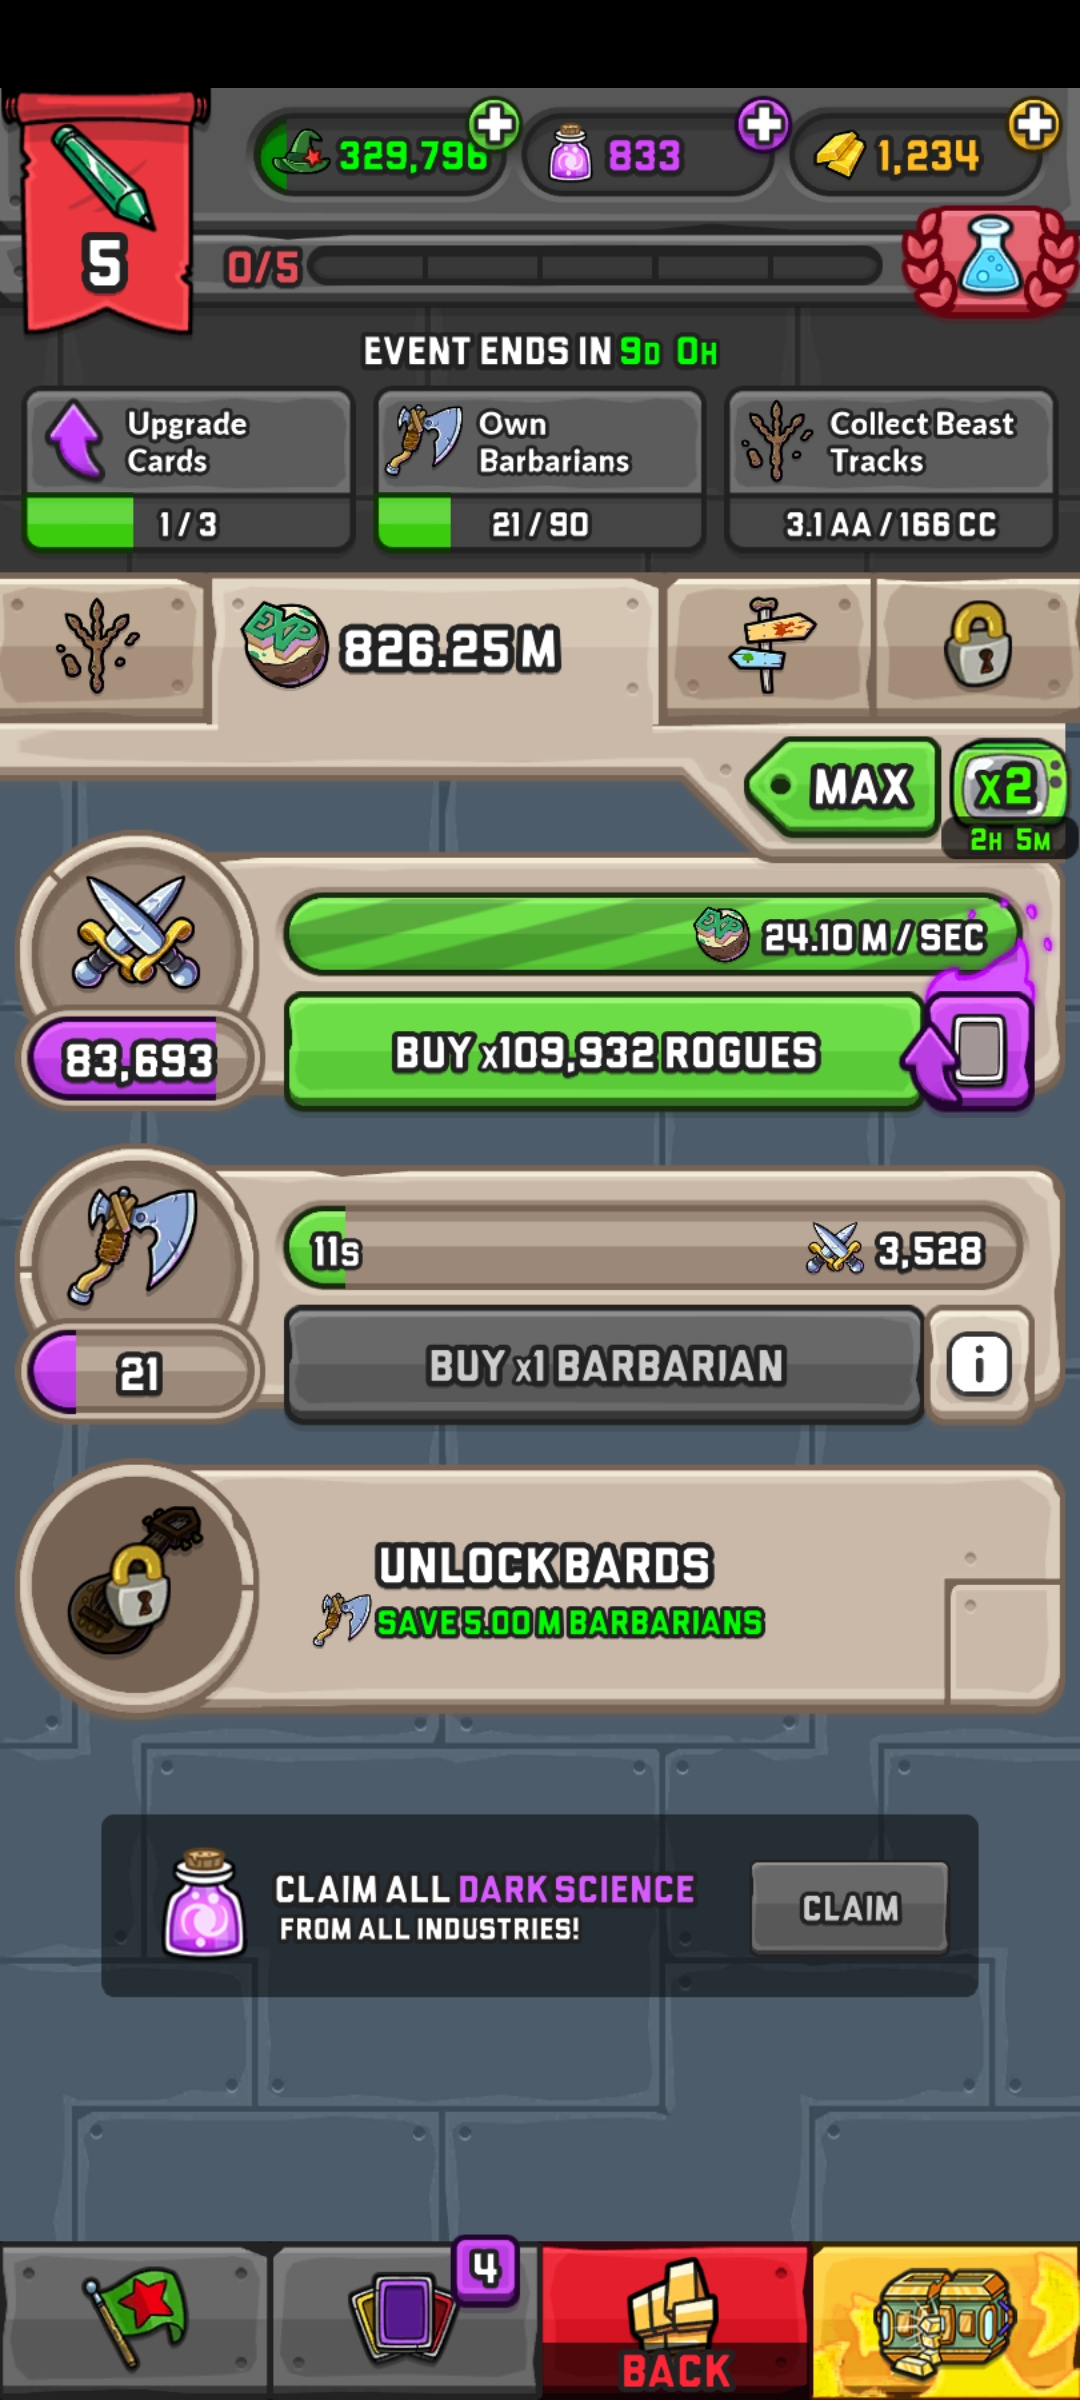 329,796
833
1,234
5
0/5
EVENT ENDS IN 9D 0H
Upgrade
Cards
1 / 3
Own
Barbarians
21 / 90
Collect Beast
Tracks
3.1 AA / 166 CC
EXP
826.25 M
MAX
x2
2H 5M
EXP
24.10 M / SEC
83,693
BUY x109,932 ROGUES
11s
3,528
21
BUY x1 BARBARIAN
i
UNLOCK BARDS
SAVE 5.00 M BARBARIANS
CLAIM ALL DARK SCIENCE
FROM ALL INDUSTRIES!
CLAIM
4
BACK